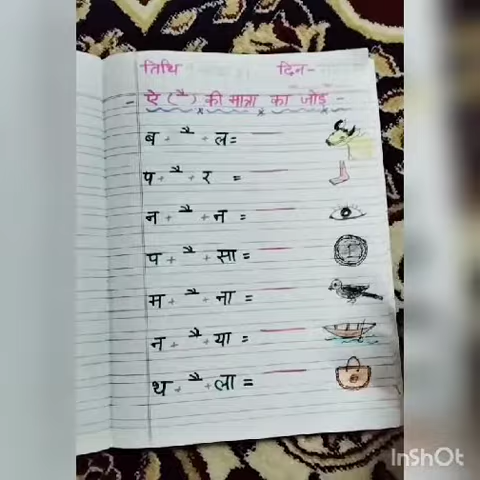 तिथि दिन-
- ऐ ( ै ) की मात्रा का जोड़ -
ब + ै + ल =
प + ै + र =
न + ै + न =
प + ै + सा =
म + ै + ना =
न + ै + या =
थ + ै + ला =
InShOt